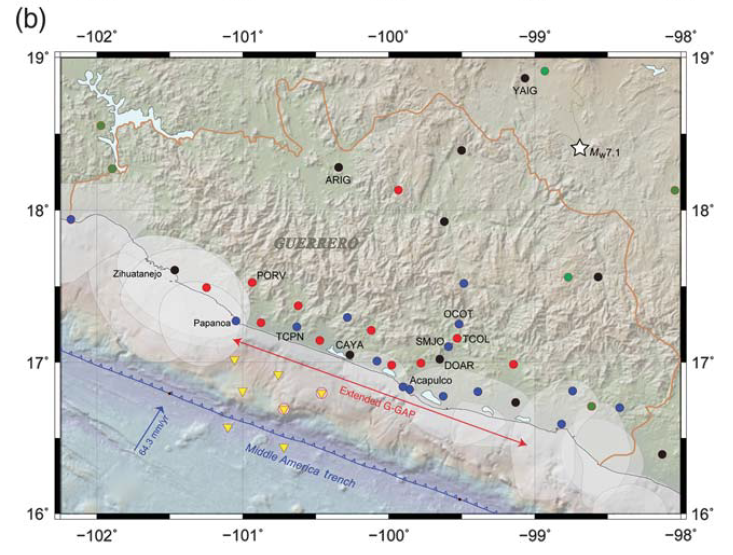 (b)
−102° −101° −100° −99° −98°
19° 19°
YAIG
M_W7.1
ARIG
18° 18°
GUERRERO
Zihuatanejo
PORV
Papanoa
OCOT
TCPN
SMJO
TCOL
CAYA
DOAR
17° 17°
Acapulco
Extended G-GAP
64.3 mm/yr
Middle America trench
16° 16°
−102° −101° −100° −99° −98°